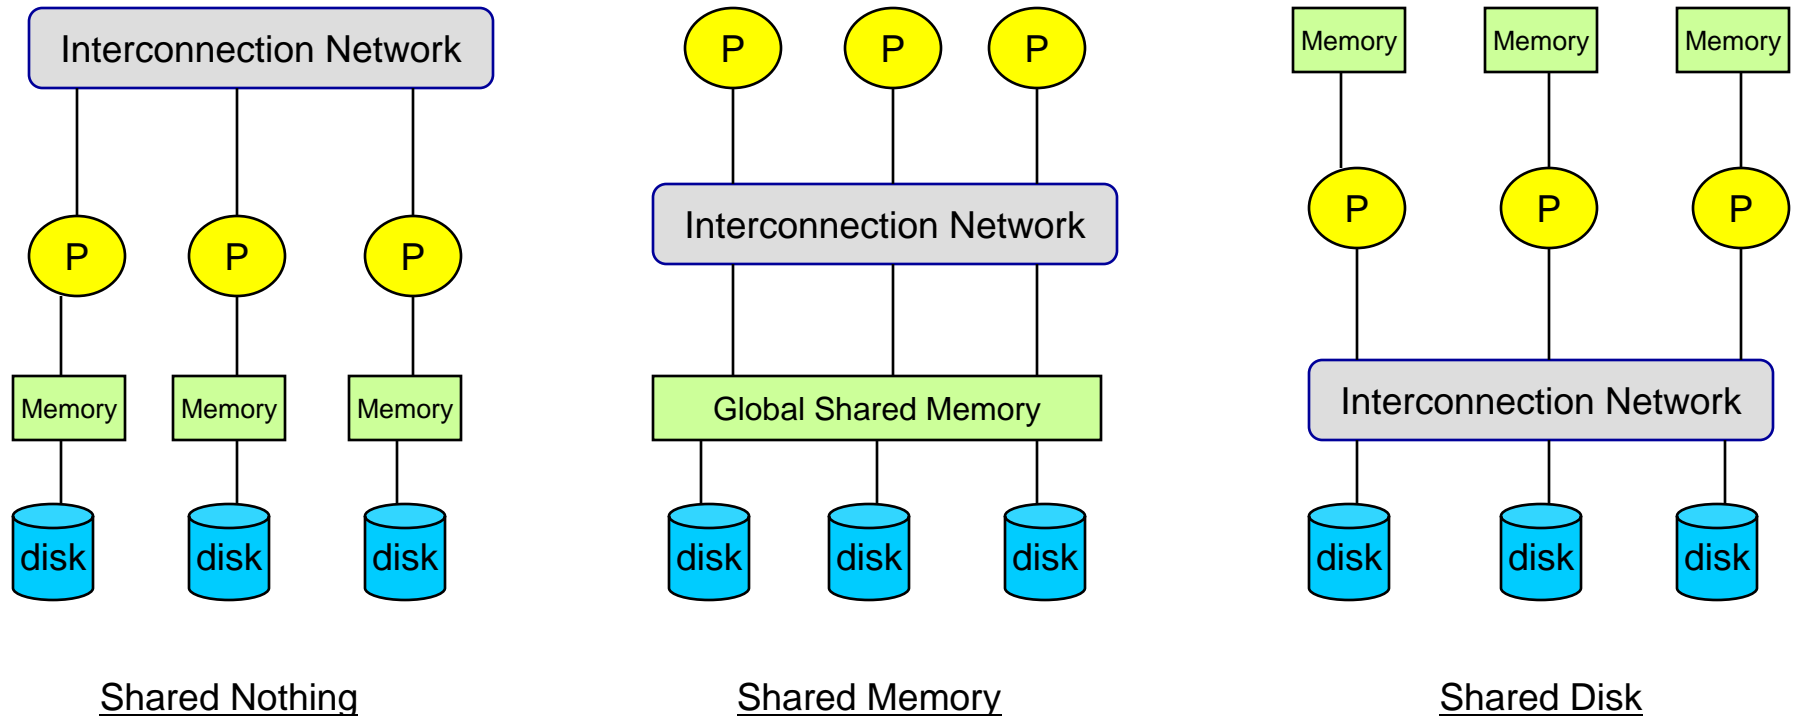 Interconnection Network
P
P
P
Memory
Memory
Memory
disk
disk
disk
Shared Nothing
P
P
P
Interconnection Network
Global Shared Memory
disk
disk
disk
Shared Memory
Memory
Memory
Memory
P
P
P
Interconnection Network
disk
disk
disk
Shared Disk